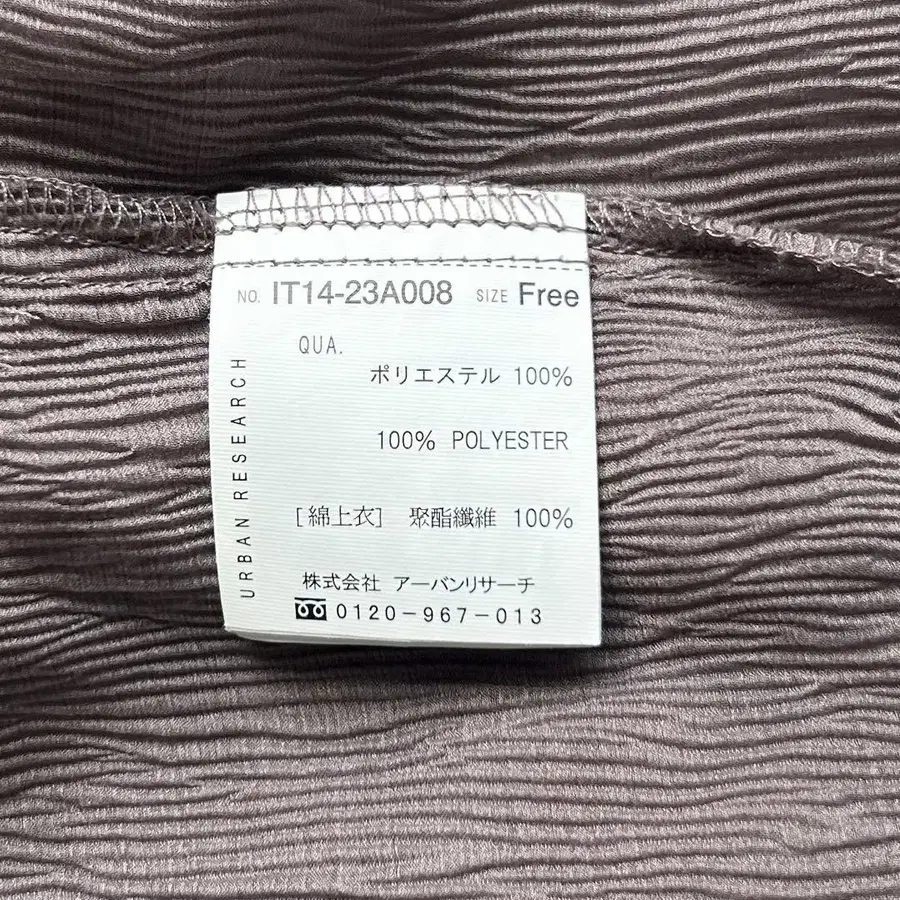 NO. IT14-23A008 SIZE Free
QUA.
ポリエステル 100%
100% POLYESTER
[綿上衣] 聚酯纖維 100%
株式会社 アーバンリサーチ
0120-967-013
URBAN RESEARCH